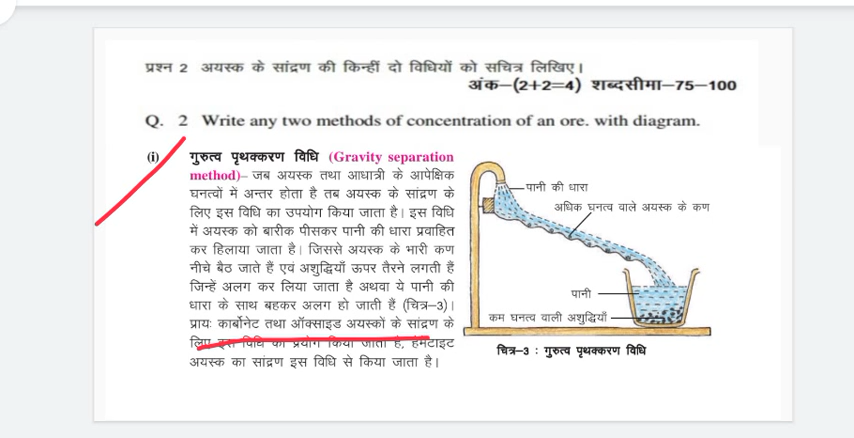 प्रश्न 2 अयस्क के सांद्रण की किन्हीं दो विधियों को सचित्र लिखिए।
अंक–(2+2=4) शब्दसीमा–75–100
Q. 2 Write any two methods of concentration of an ore. with diagram.
(i) गुरुत्व पृथक्करण विधि (Gravity separation
method)– जब अयस्क तथा आधात्री के आपेक्षिक
घनत्वों में अन्तर होता है तब अयस्क के सांद्रण के
लिए इस विधि का उपयोग किया जाता है। इस विधि
में अयस्क को बारीक पीसकर पानी की धारा प्रवाहित
कर हिलाया जाता है। जिससे अयस्क के भारी कण
नीचे बैठ जाते हैं एवं अशुद्धियाँ ऊपर तैरने लगती हैं
जिन्हें अलग कर लिया जाता है अथवा ये पानी की
धारा के साथ बहकर अलग हो जाती हैं (चित्र–3)।
प्रायः कार्बोनेट तथा ऑक्साइड अयस्कों के सांद्रण के
लिए इस विधि का प्रयोग किया जाता है, हेमेटाइट
अयस्क का सांद्रण इस विधि से किया जाता है।
पानी की धारा
अधिक घनत्व वाले अयस्क के कण
पानी
कम घनत्व वाली अशुद्धियाँ
चित्र–3 : गुरुत्व पृथक्करण विधि